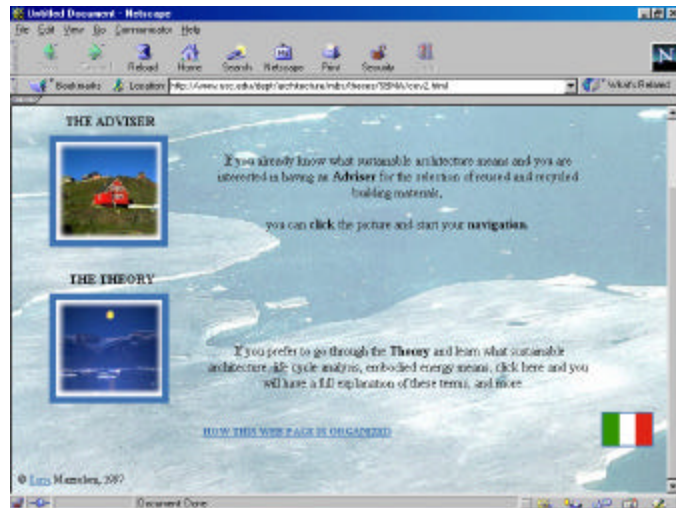 Untitled Document - Netscape
File Edit View Go Communicator Help
Reload Home Search Netscape Print Security
Bookmarks Location: What's Related
THE ADVISER
If you already know what sustainable architecture means and you are
interested in having an Adviser for the selection of reused and recycled
building materials,
you can click the picture and start your navigation.
THE THEORY
If you prefer to go through the Theory and learn what sustainable
architecture, life cycle analysis, embodied energy means, click here and you
will have a full explanation of these terms, and more
HOW THIS WEB PAGE IS ORGANIZED
© 1997
Document: Done